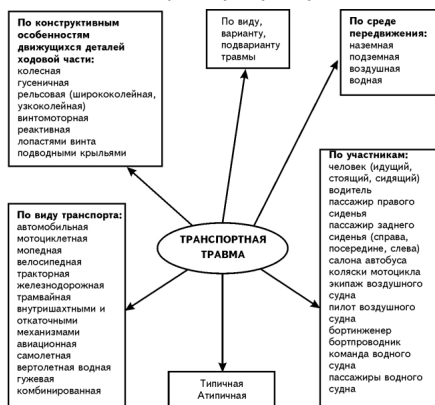 По конструктивным
особенностям
движущихся деталей
ходовой части:
колесная
гусеничная
рельсовая (ширококолейная,
узкоколейная)
винтомоторная
реактивная
лопастями винта
подводными крыльями
По виду,
варианту,
подварианту
травмы
По среде
передвижения:
наземная
подземная
воздушная
водная
По виду транспорта:
автомобильная
мотоциклетная
мопедная
велосипедная
тракторная
железнодорожная
трамвайная
внутришахтными и
откаточными
механизмами
авиационная
самолетная
вертолетная водная
гужевая
комбинированная
ТРАНСПОРТНАЯ
ТРАВМА
По участникам:
человек (идущий,
стоящий, сидящий)
водитель
пассажир правого
сиденья
пассажир заднего
сиденья (справа,
посередине, слева)
салона автобуса
коляски мотоцикла
экипаж воздушного
судна
пилот воздушного
судна
бортинженер
бортпроводник
команда водного
судна
пассажиры водного
судна
Типичная
Атипичная